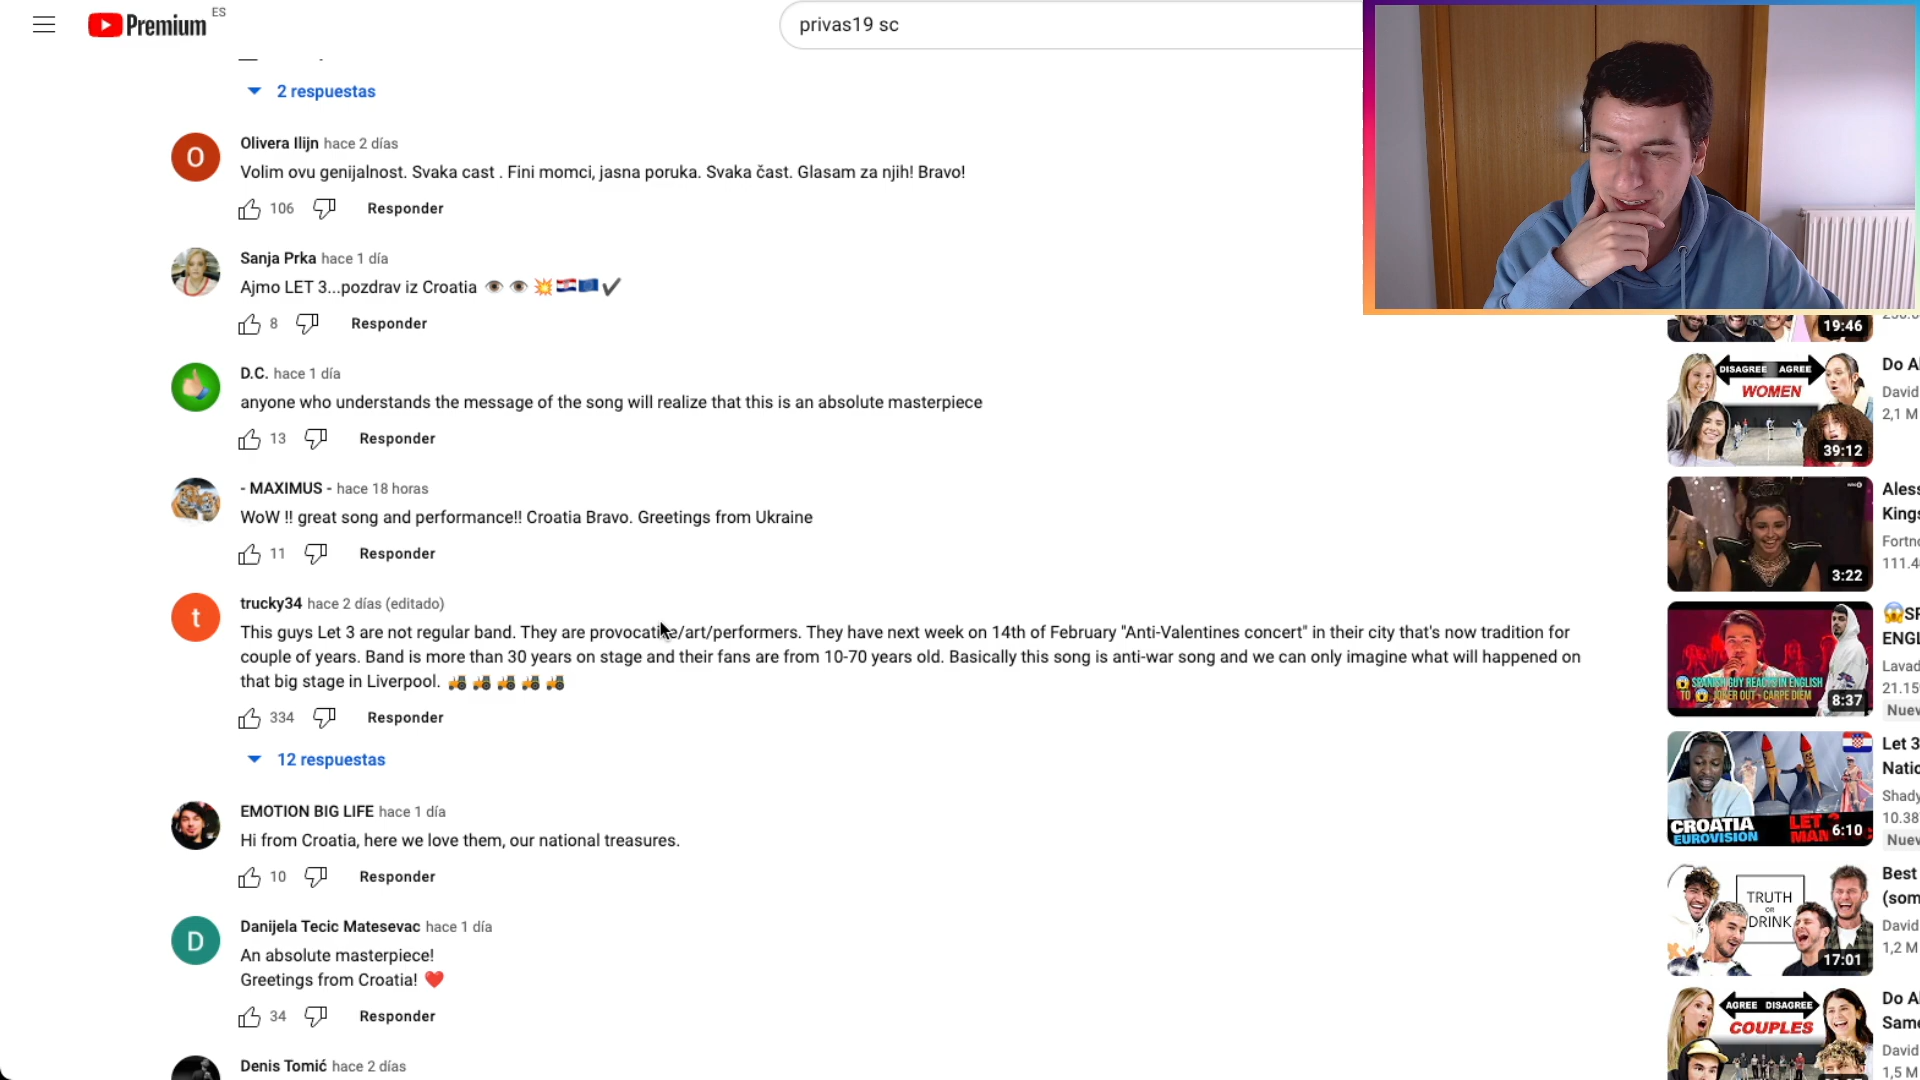 Premium ES
privas19 sc
2 respuestas
Olivera Ilijn hace 2 días
Volim ovu genijalnost. Svaka cast . Fini momci, jasna poruka. Svaka čast. Glasam za njih! Bravo!
106 Responder
Sanja Prka hace 1 día
Ajmo LET 3...pozdrav iz Croatia 👁️ 👁️ 💥🇭🇷🇪🇺✔️
8 Responder
D.C. hace 1 día
anyone who understands the message of the song will realize that this is an absolute masterpiece
13 Responder
- MAXIMUS - hace 18 horas
WoW !! great song and performance!! Croatia Bravo. Greetings from Ukraine
11 Responder
t
trucky34 hace 2 días (editado)
This guys Let 3 are not regular band. They are provocative/art/performers. They have next week on 14th of February "Anti-Valentines concert" in their city that's now tradition for
couple of years. Band is more than 30 years on stage and their fans are from 10-70 years old. Basically this song is anti-war song and we can only imagine what will happened on
that big stage in Liverpool. 🚜 🚜 🚜 🚜 🚜
334 Responder
12 respuestas
EMOTION BIG LIFE hace 1 día
Hi from Croatia, here we love them, our national treasures.
10 Responder
D
Danijela Tecic Matesevac hace 1 día
An absolute masterpiece!
Greetings from Croatia! ❤️
34 Responder
Denis Tomić hace 2 días
O
19:46
DISAGREE AGREE
WOMEN
39:12
Do Al
David
2,1 M
3:22
Aless
Kings
Fortno
111.4
😱 SPANISH GUY REACTS IN ENGLISH
TO 😱 JOKER OUT - CARPE DIEM
8:37
😱SP
ENGL
Lavad
21.15
Nuev
CROATIA
EUROVISION
LET
6:10
Let 3
Natio
Shady
10.38
Nuev
TRUTH
OR
DRINK
17:01
Best
(som
David
1,2 M
AGREE DISAGREE
COUPLES
Do Al
Same
David
1,5 M